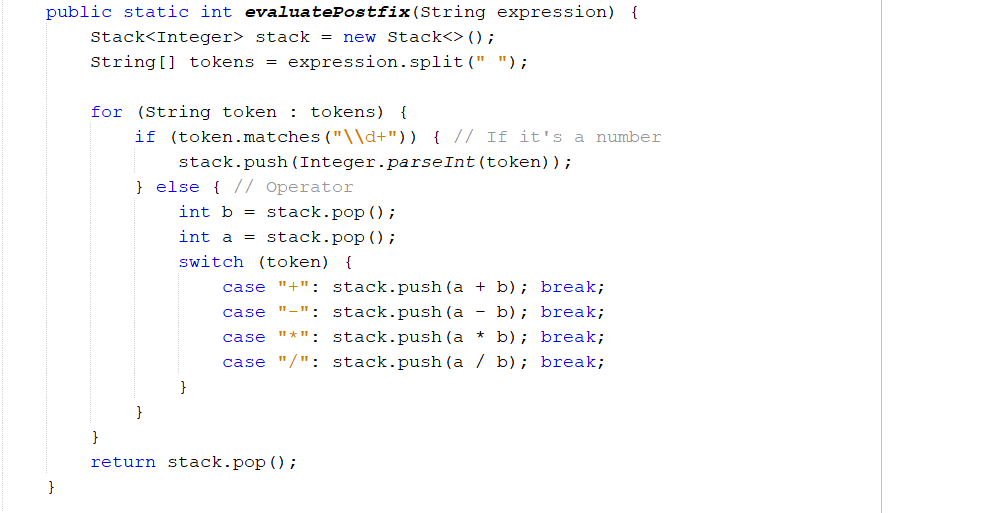 public static int evaluatePostfix(String expression) {
    Stack<Integer> stack = new Stack<>();
    String[] tokens = expression.split(" ");

    for (String token : tokens) {
        if (token.matches("\\d+")) { // If it's a number
            stack.push(Integer.parseInt(token));
        } else { // Operator
            int b = stack.pop();
            int a = stack.pop();
            switch (token) {
                case "+": stack.push(a + b); break;
                case "-": stack.push(a - b); break;
                case "*": stack.push(a * b); break;
                case "/": stack.push(a / b); break;
            }
        }
    }
    return stack.pop();
}